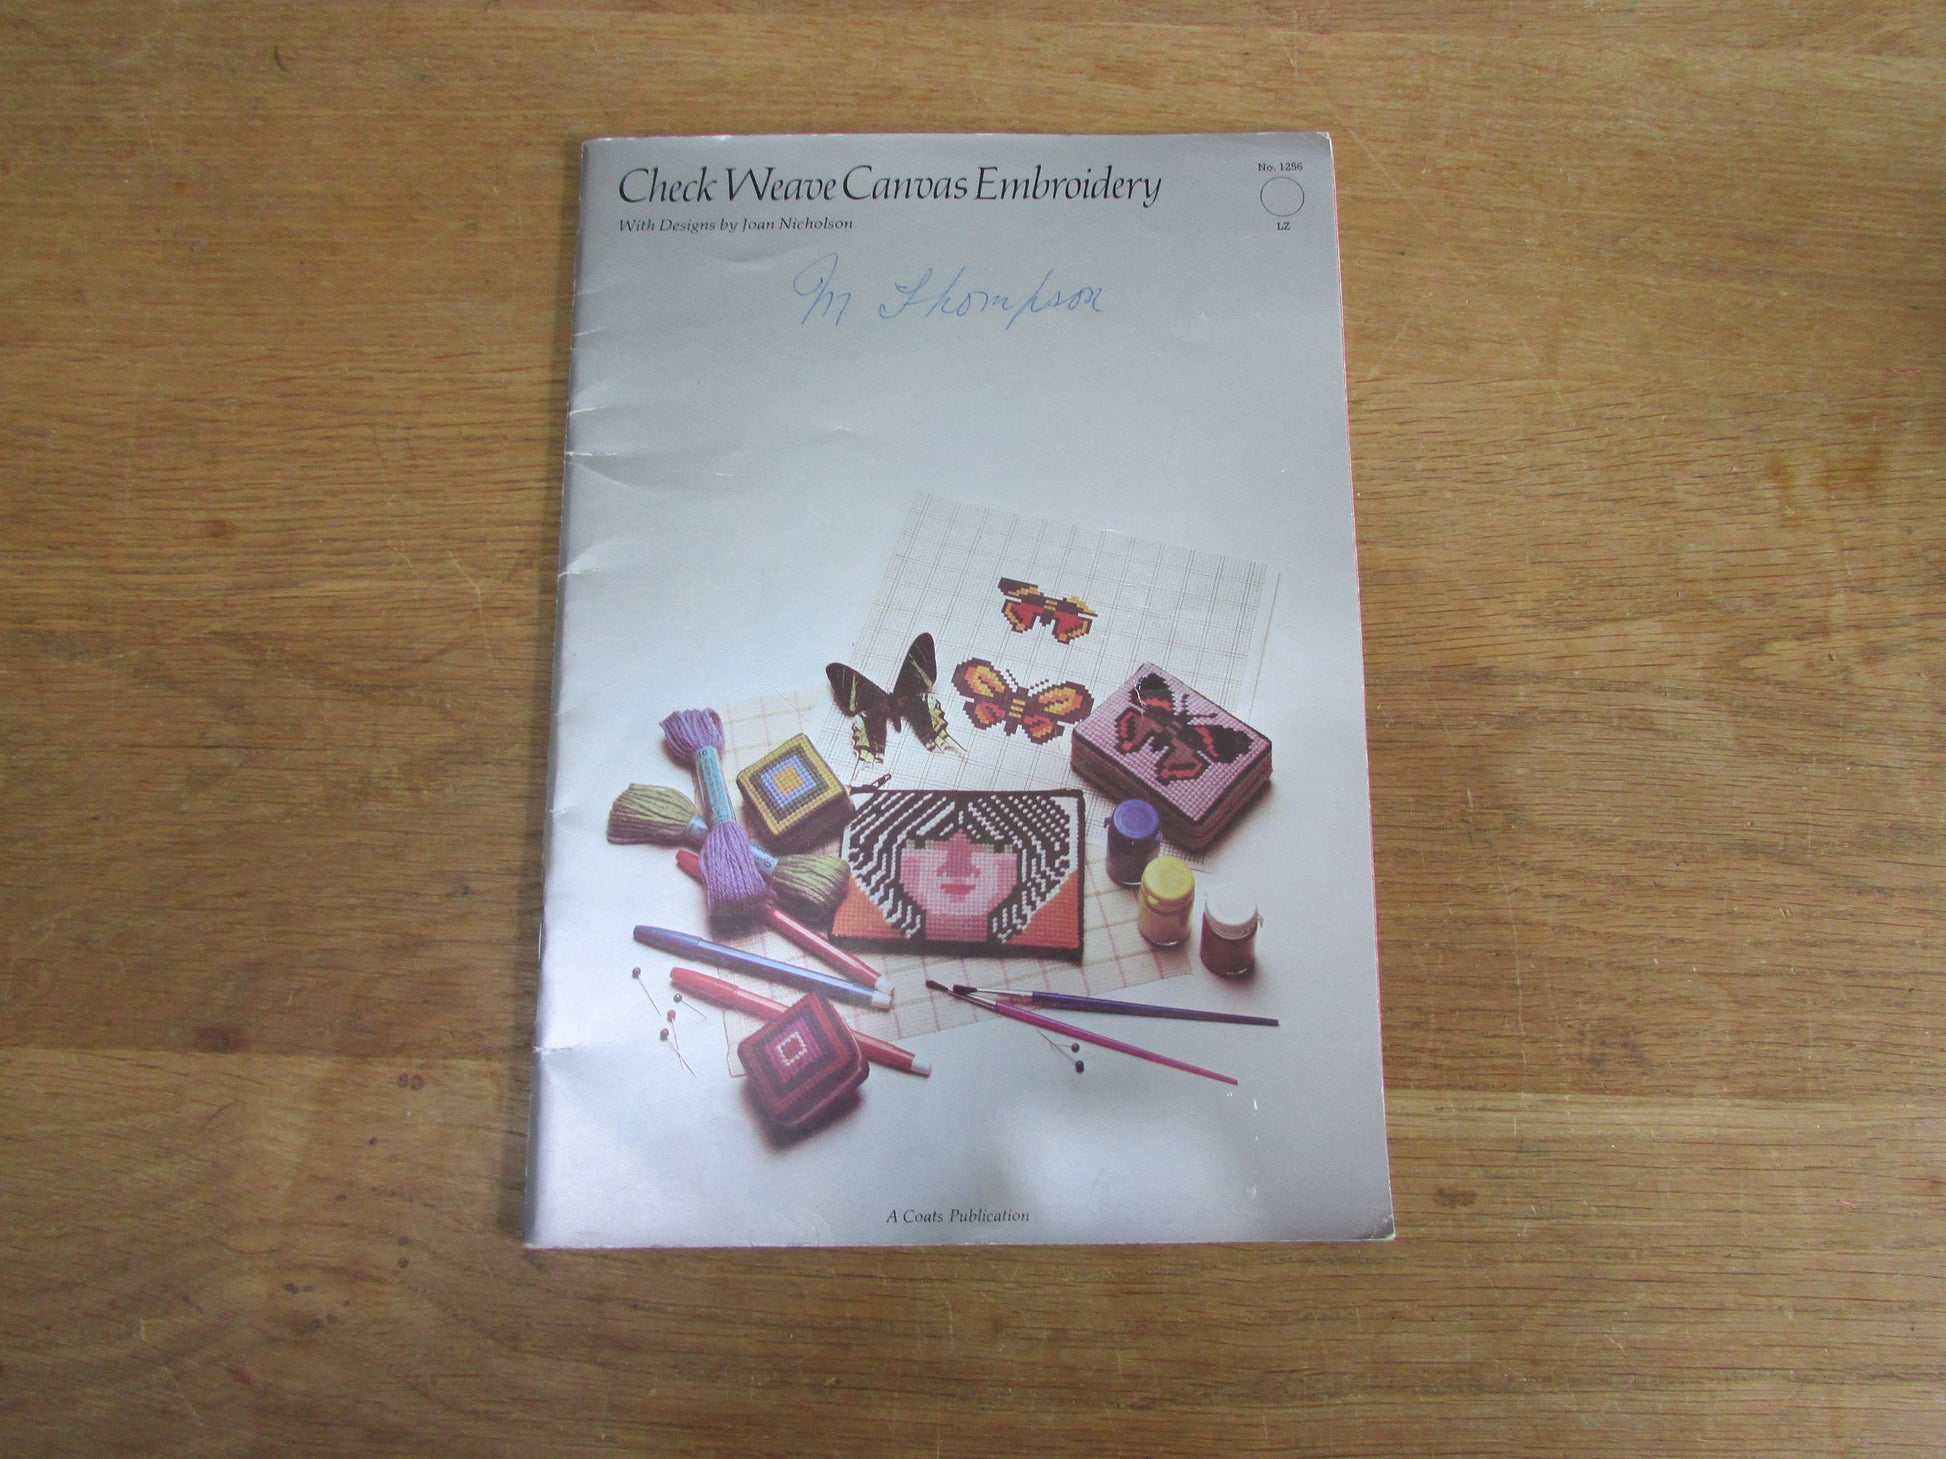 Check Weave Canvas Embroidery
With Designs by Joan Nicholson
No. 1256
LZ
M Thompson
A Coats Publication